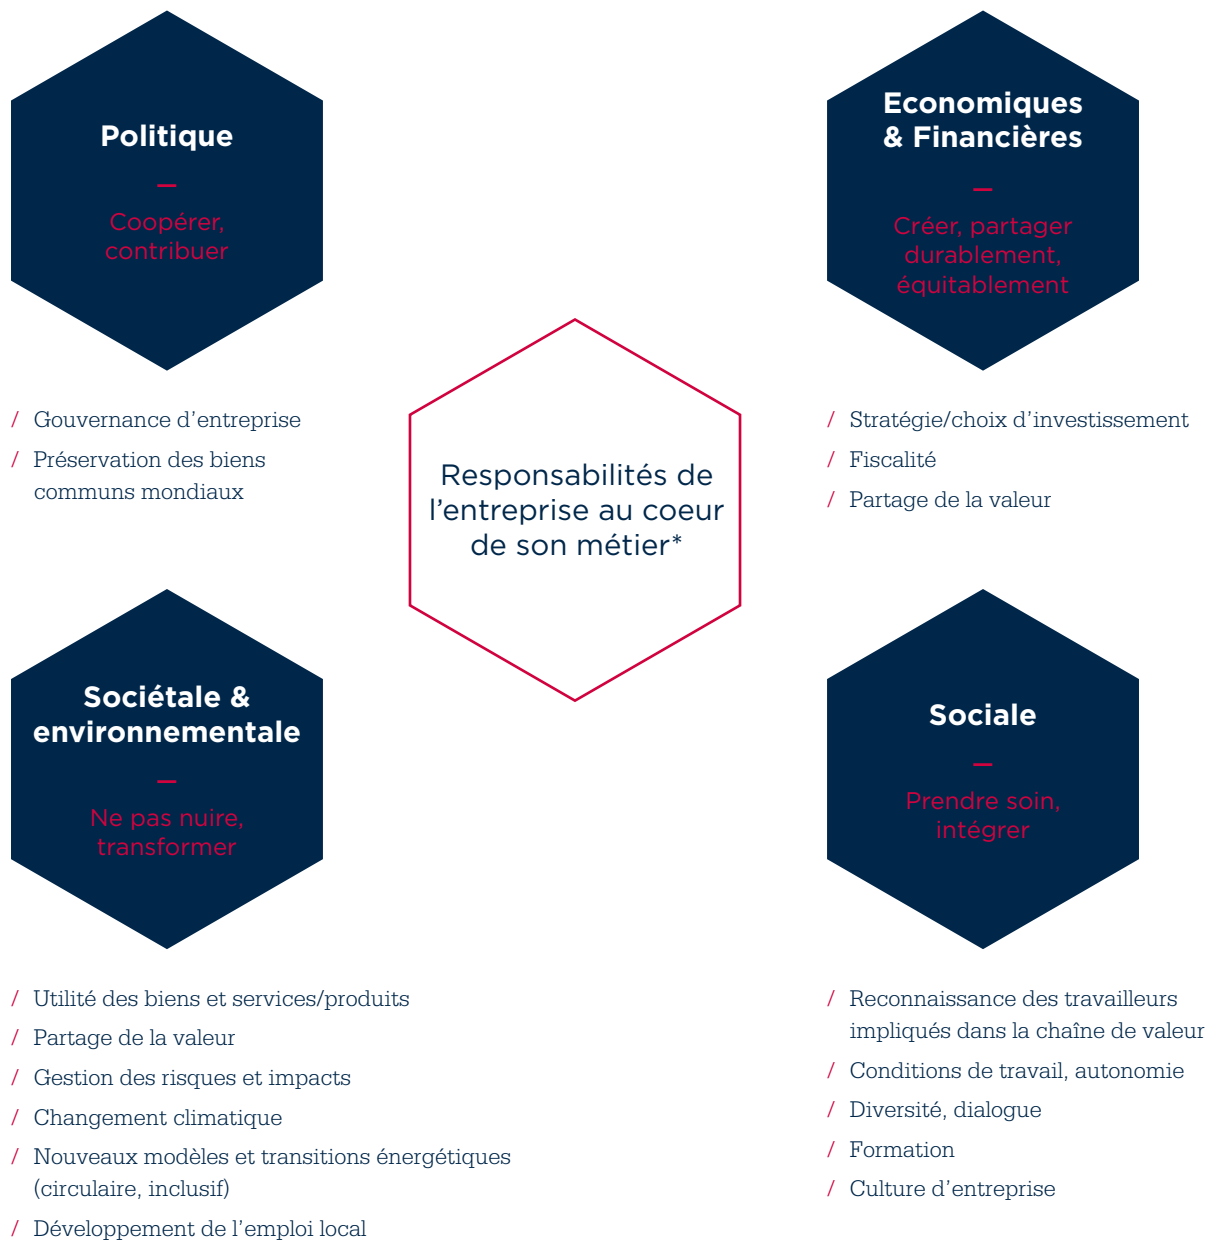 Politique
—
Coopérer,
contribuer
/ Gouvernance d’entreprise
/ Préservation des biens
communs mondiaux
Economiques
& Financières
—
Créer, partager
durablement,
équitablement
/ Stratégie/choix d’investissement
/ Fiscalité
/ Partage de la valeur
Responsabilités de
l’entreprise au coeur
de son métier*
Sociétale &
environnementale
—
Ne pas nuire,
transformer
/ Utilité des biens et services/produits
/ Partage de la valeur
/ Gestion des risques et impacts
/ Changement climatique
/ Nouveaux modèles et transitions énergétiques
(circulaire, inclusif)
/ Développement de l’emploi local
Sociale
—
Prendre soin,
intégrer
/ Reconnaissance des travailleurs
impliqués dans la chaîne de valeur
/ Conditions de travail, autonomie
/ Diversité, dialogue
/ Formation
/ Culture d’entreprise